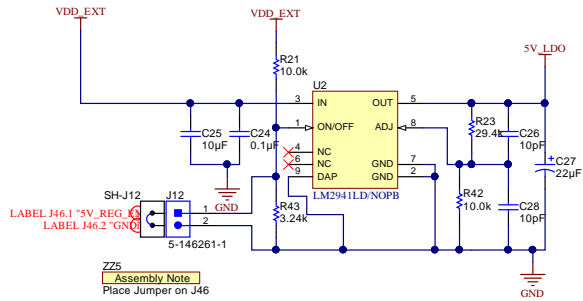 VDD_EXT
VDD_EXT
5V_LDO
R21
10.0k
U2
3
IN
OUT
5
1
ON/OFF
ADJ
8
4
NC
6
NC
GND
7
9
DAP
GND
2
LM2941LD/NOPB
C25
10µF
C24
0.1µF
GND
R23
29.4k
C26
10pF
C27
22µF
R42
10.0k
C28
10pF
R43
3.24k
SH-J12
J12
LABEL J46.1 "5V_REG_EN
1
LABEL J46.2 "GND
2
5-146261-1
GND
ZZ5
Assembly Note
Place Jumper on J46